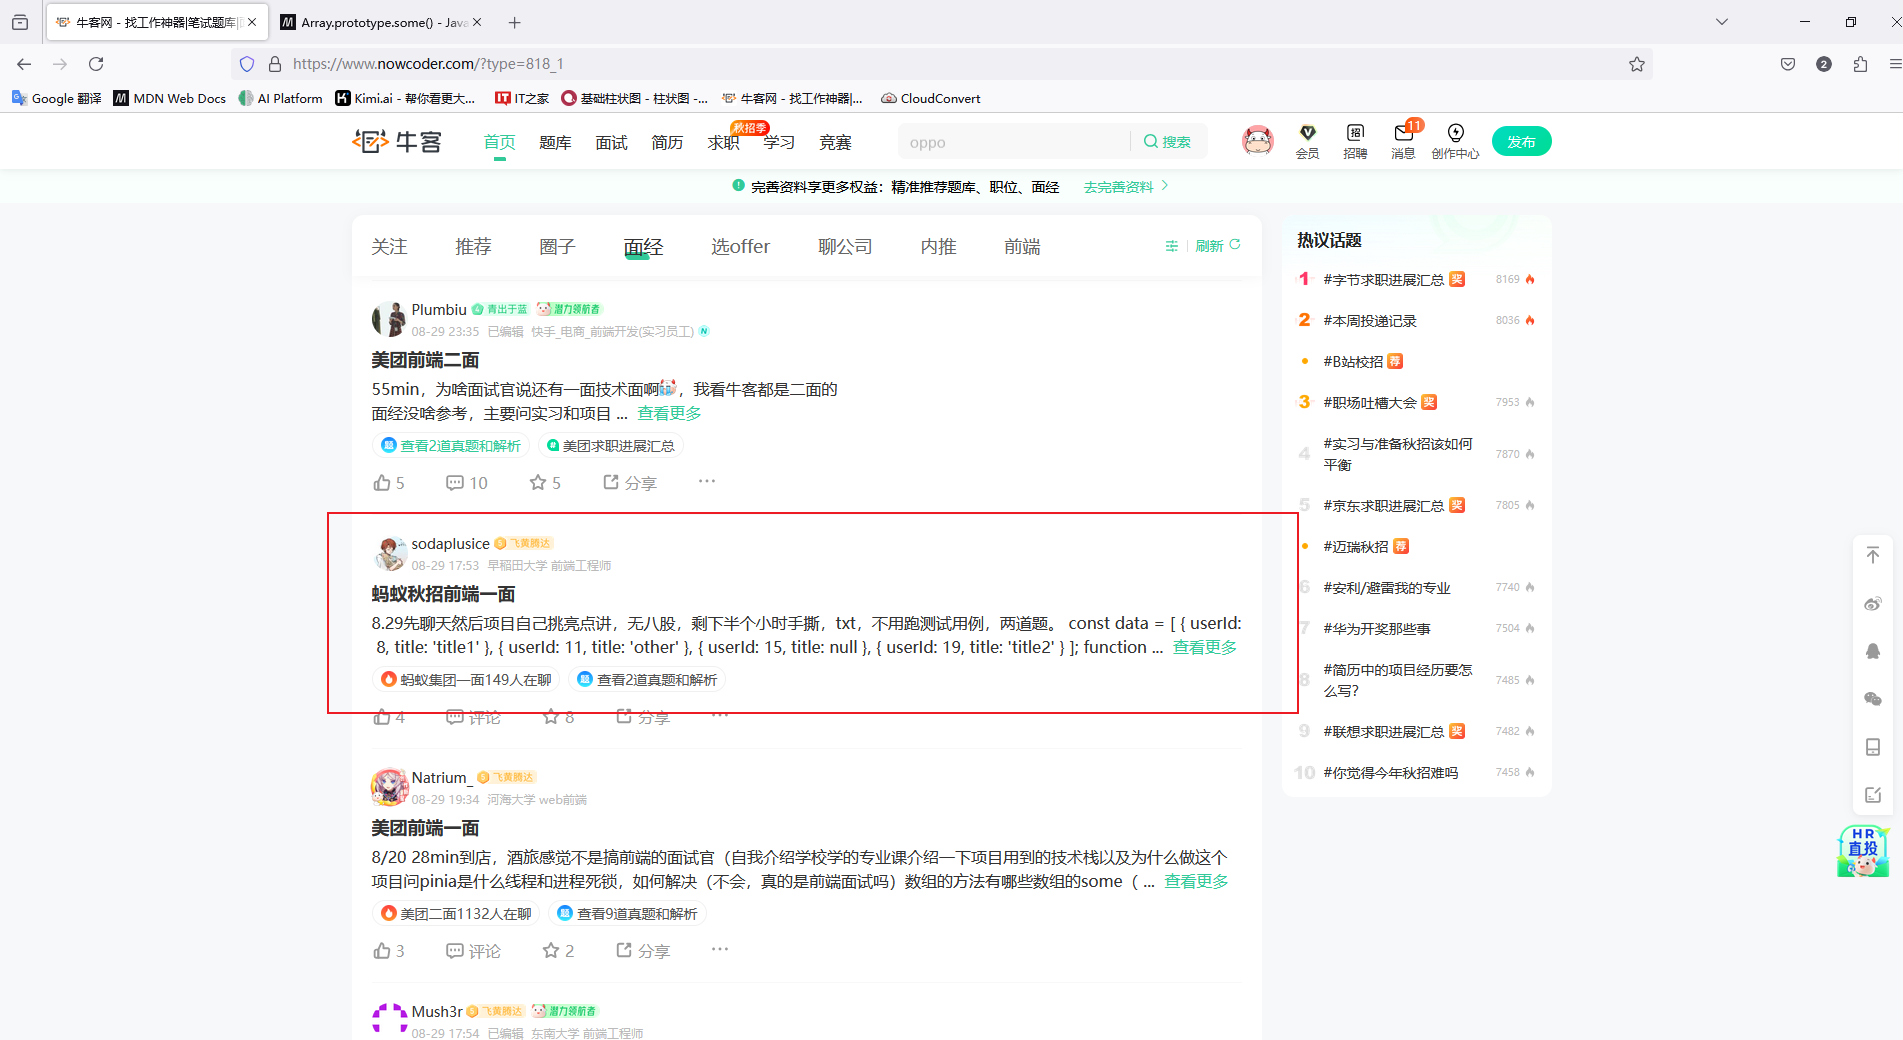 牛客网 - 找工作神器|笔试题库|
Array.prototype.some() - Java
https://www.nowcoder.com/?type=818_1
2
Google 翻译
MDN Web Docs
AI Platform
Kimi.ai - 帮你看更大...
IT之家
基础柱状图 - 柱状图 -...
牛客网 - 找工作神器|...
CloudConvert
牛客
首页
题库
面试
简历
求职
秋招季
学习
竞赛
oppo
搜索
会员
招聘
11
消息
创作中心
发布
完善资料享更多权益：精准推荐题库、职位、面经 去完善资料
关注
推荐
圈子
面经
选offer
聊公司
内推
前端
刷新
Plumbiu 青出于蓝 潜力领航者
08-29 23:35 已编辑 快手_电商_前端开发(实习员工) N
美团前端二面
55min，为啥面试官说还有一面技术面啊，我看牛客都是二面的
面经没啥参考，主要问实习和项目 ... 查看更多
题 查看2道真题和解析
# 美团求职进展汇总
5 10 5 分享 ...
sodaplusice 飞黄腾达
08-29 17:53 早稻田大学 前端工程师
蚂蚁秋招前端一面
8.29先聊天然后项目自己挑亮点讲，无八股，剩下半个小时手撕，txt，不用跑测试用例，两道题。 const data = [ { userId:
8, title: 'title1' }, { userId: 11, title: 'other' }, { userId: 15, title: null }, { userId: 19, title: 'title2' } ]; function ... 查看更多
蚂蚁集团一面149人在聊
题 查看2道真题和解析
4 评论 8 分享 ...
Natrium_ 飞黄腾达
08-29 19:34 河海大学 web前端
美团前端一面
8/20 28min到店，酒旅感觉不是搞前端的面试官（自我介绍学校学的专业课介绍一下项目用到的技术栈以及为什么做这个
项目问pinia是什么线程和进程死锁，如何解决（不会，真的是前端面试吗）数组的方法有哪些数组的some（ ... 查看更多
美团二面1132人在聊
题 查看9道真题和解析
3 评论 2 分享 ...
Mush3r 飞黄腾达 潜力领航者
08-29 17:54 已编辑 东南大学 前端工程师
热议话题
1 #字节求职进展汇总 奖 8169
2 #本周投递记录 8036
#B站校招 荐
3 #职场吐槽大会 奖 7953
4 #实习与准备秋招该如何
平衡 7870
5 #京东求职进展汇总 奖 7805
#迈瑞秋招 荐
6 #安利/避雷我的专业 7740
7 #华为开奖那些事 7504
8 #简历中的项目经历要怎
么写？ 7485
9 #联想求职进展汇总 奖 7482
10 #你觉得今年秋招难吗 7458
HR
直投